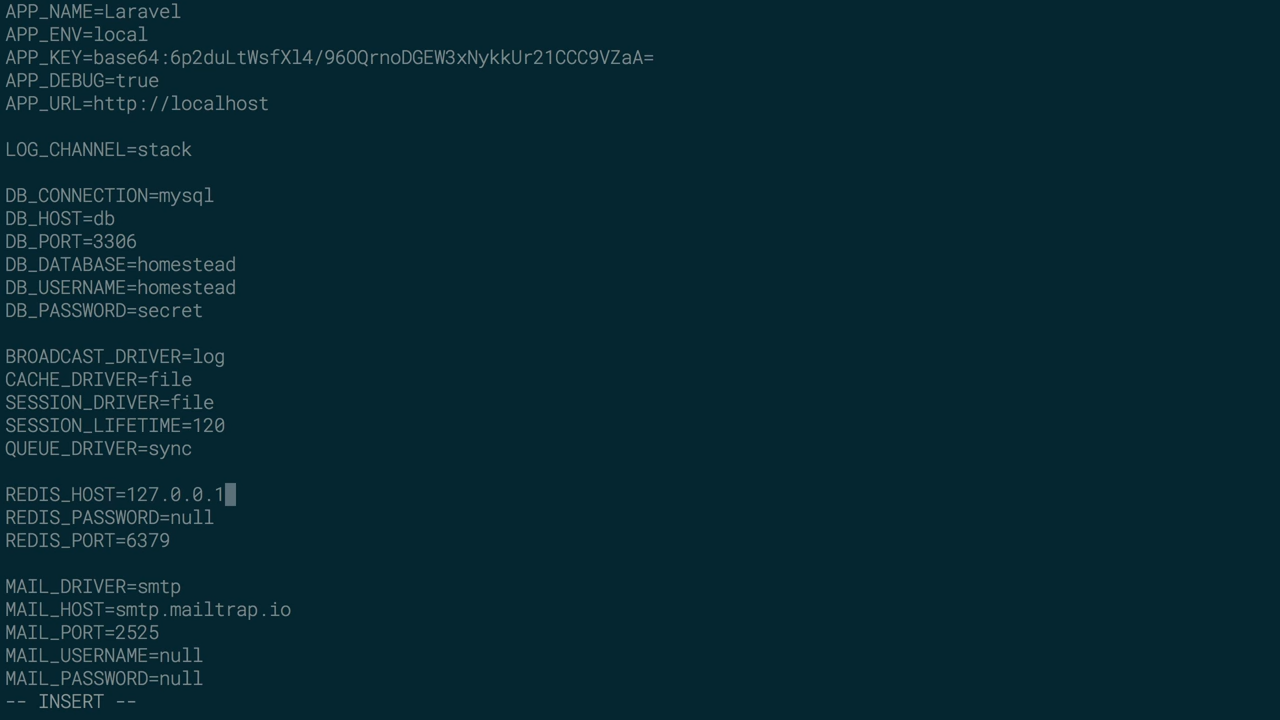 APP_NAME=Laravel
APP_ENV=local
APP_KEY=base64:6p2duLtWsfXl4/96OQrnoDGEW3xNykkUr21CCC9VZaA=
APP_DEBUG=true
APP_URL=http://localhost
LOG_CHANNEL=stack
DB_CONNECTION=mysql
DB_HOST=db
DB_PORT=3306
DB_DATABASE=homestead
DB_USERNAME=homestead
DB_PASSWORD=secret
BROADCAST_DRIVER=log
CACHE_DRIVER=file
SESSION_DRIVER=file
SESSION_LIFETIME=120
QUEUE_DRIVER=sync
REDIS_HOST=127.0.0.1
REDIS_PASSWORD=null
REDIS_PORT=6379
MAIL_DRIVER=smtp
MAIL_HOST=smtp.mailtrap.io
MAIL_PORT=2525
MAIL_USERNAME=null
MAIL_PASSWORD=null
-- INSERT --